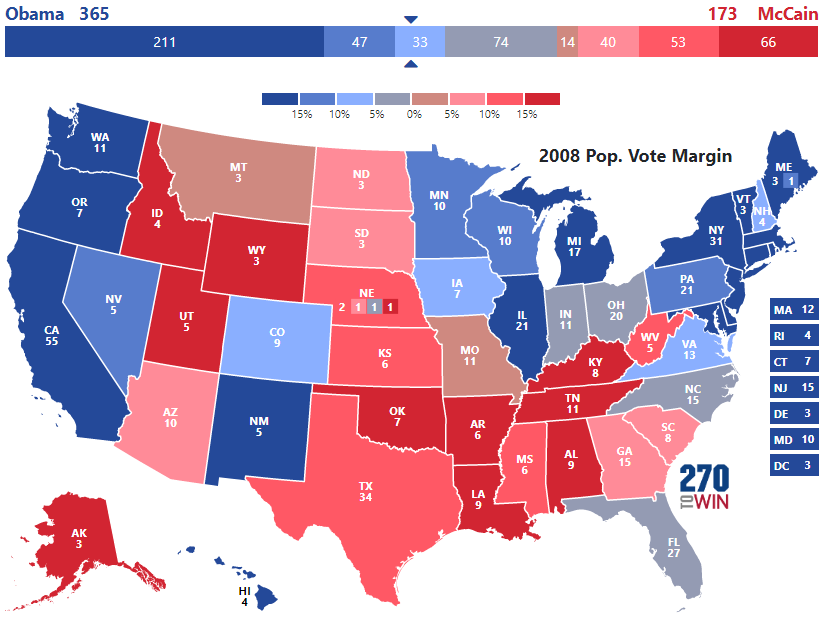 Obama 365
173 McCain
211 47 33 74 14 40 53 66
15% 10% 5% 0% 5% 10% 15%
2008 Pop. Vote Margin
WA
11
OR
7
CA
55
NV
5
ID
4
MT
3
WY
3
UT
5
CO
9
AZ
10
NM
5
ND
3
SD
3
NE
2 1 1 1
KS
6
OK
7
TX
34
MN
10
IA
7
MO
11
AR
6
LA
9
WI
10
IL
21
MI
17
IN
11
OH
20
KY
8
TN
11
MS
6
AL
9
GA
15
FL
27
SC
8
NC
15
VA
13
WV
5
PA
21
NY
31
VT
3
NH
4
ME
3 1
MA 12
RI 4
CT 7
NJ 15
DE 3
MD 10
DC 3
AK
3
HI
4
270
TO
WIN